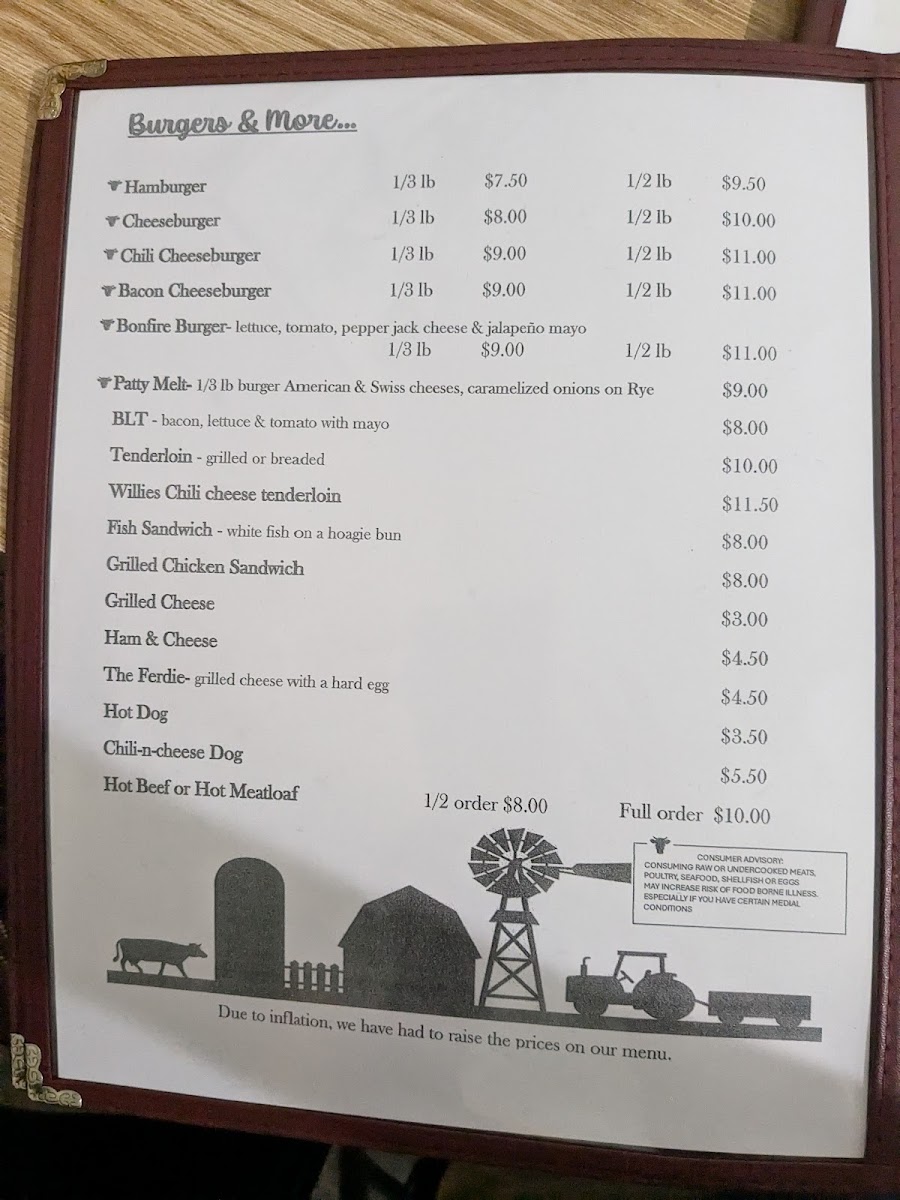 Burgers & More...
Hamburger 1/3 lb $7.50 1/2 lb $9.50
Cheeseburger 1/3 lb $8.00 1/2 lb $10.00
Chili Cheeseburger 1/3 lb $9.00 1/2 lb $11.00
Bacon Cheeseburger 1/3 lb $9.00 1/2 lb $11.00
Bonfire Burger- lettuce, tomato, pepper jack cheese & jalapeño mayo
1/3 lb $9.00 1/2 lb $11.00
Patty Melt- 1/3 lb burger American & Swiss cheeses, caramelized onions on Rye $9.00
BLT - bacon, lettuce & tomato with mayo $8.00
Tenderloin - grilled or breaded $10.00
Willies Chili cheese tenderloin $11.50
Fish Sandwich - white fish on a hoagie bun $8.00
Grilled Chicken Sandwich $8.00
Grilled Cheese $3.00
Ham & Cheese $4.50
The Ferdie- grilled cheese with a hard egg $4.50
Hot Dog $3.50
Chili-n-cheese Dog $5.50
Hot Beef or Hot Meatloaf 1/2 order $8.00 Full order $10.00
CONSUMER ADVISORY:
CONSUMING RAW OR UNDERCOOKED MEATS,
POULTRY, SEAFOOD, SHELLFISH OR EGGS
MAY INCREASE RISK OF FOOD BORNE ILLNESS.
ESPECIALLY IF YOU HAVE CERTAIN MEDIAL
CONDITIONS
Due to inflation, we have had to raise the prices on our menu.